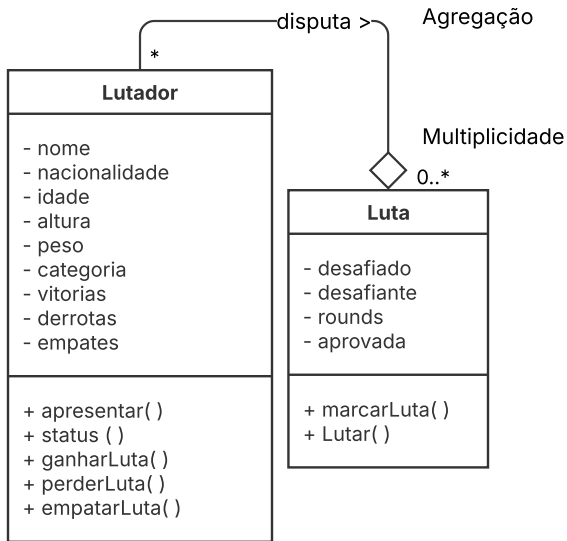 disputa >
Agregação
*
Lutador
- nome
- nacionalidade
- idade
- altura
- peso
- categoria
- vitorias
- derrotas
- empates
+ apresentar( )
+ status ( )
+ ganharLuta( )
+ perderLuta( )
+ empatarLuta( )
Multiplicidade
0..*
Luta
- desafiado
- desafiante
- rounds
- aprovada
+ marcarLuta( )
+ Lutar( )